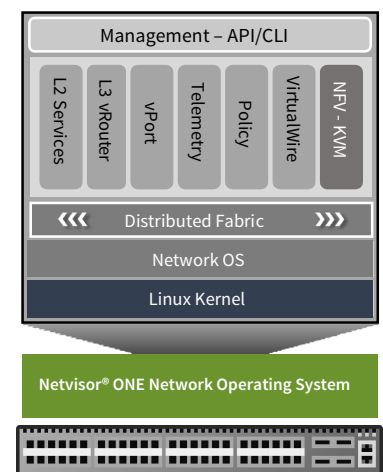 Management – API/CLI
L2 Services
L3 vRouter
vPort
Telemetry
Policy
VirtualWire
NFV - KVM
Distributed Fabric
Network OS
Linux Kernel
Netvisor® ONE Network Operating System